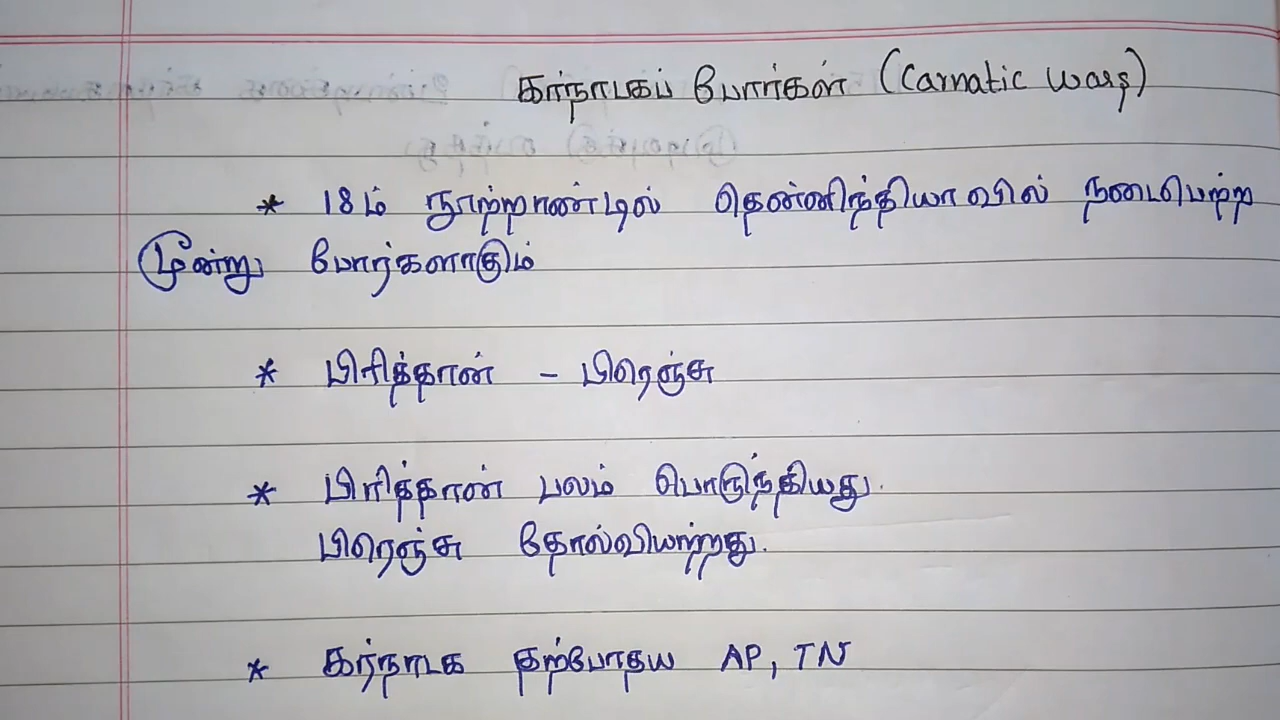 கர்நாடகப் போர்கள் (Carnatic Wars)
* 18ம் நூற்றாண்டில் தென்னிந்தியாவில் நடைபெற்ற
மூன்று போர்களாகும்
* பிரித்தான் - பிரெஞ்சு
* பிரித்தான் பலம் பொருந்தியது.
பிரெஞ்சு தோல்வியுற்றது.
* கர்நாடக தற்போதய AP, TN